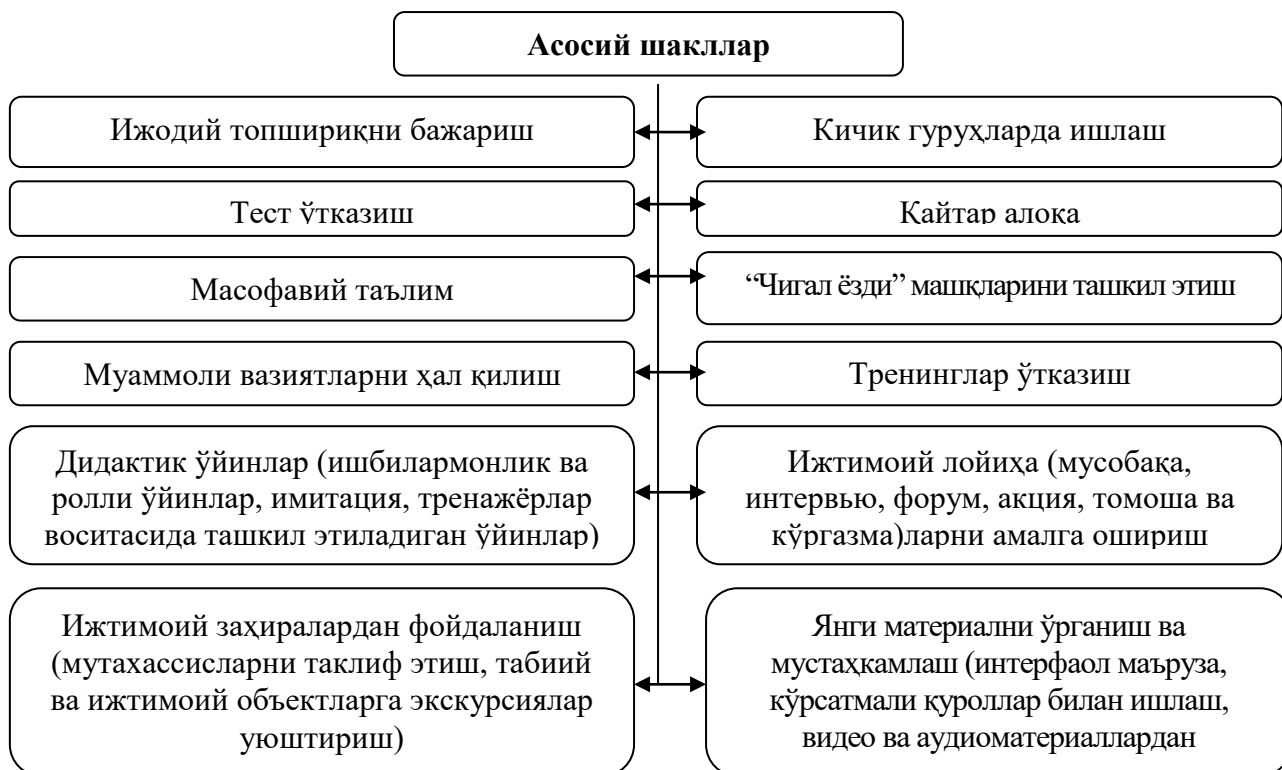 Асосий шакллар
Ижодий топшириқни бажариш
Кичик гуруҳларда ишлаш
Тест ўтказиш
Қайтар алоқа
Масофавий таълим
“Чигал ёзди” машқларини ташкил этиш
Муаммоли вазиятларни ҳал қилиш
Тренинглар ўтказиш
Дидактик ўйинлар (ишбилармонлик ва
ролли ўйинлар, имитация, тренажёрлар
воситасида ташкил этиладиган ўйинлар)
Ижтимоий лойиҳа (мусобақа,
интервью, форум, акция, томоша ва
кўргазма)ларни амалга ошириш
Ижтимоий заҳиралардан фойдаланиш
(мутахассисларни таклиф этиш, табиий
ва ижтимоий объектларга экскурсиялар
уюштириш)
Янги материални ўрганиш ва
мустаҳкамлаш (интерфаол маъруза,
кўрсатмали қуроллар билан ишлаш,
видео ва аудиоматериаллардан